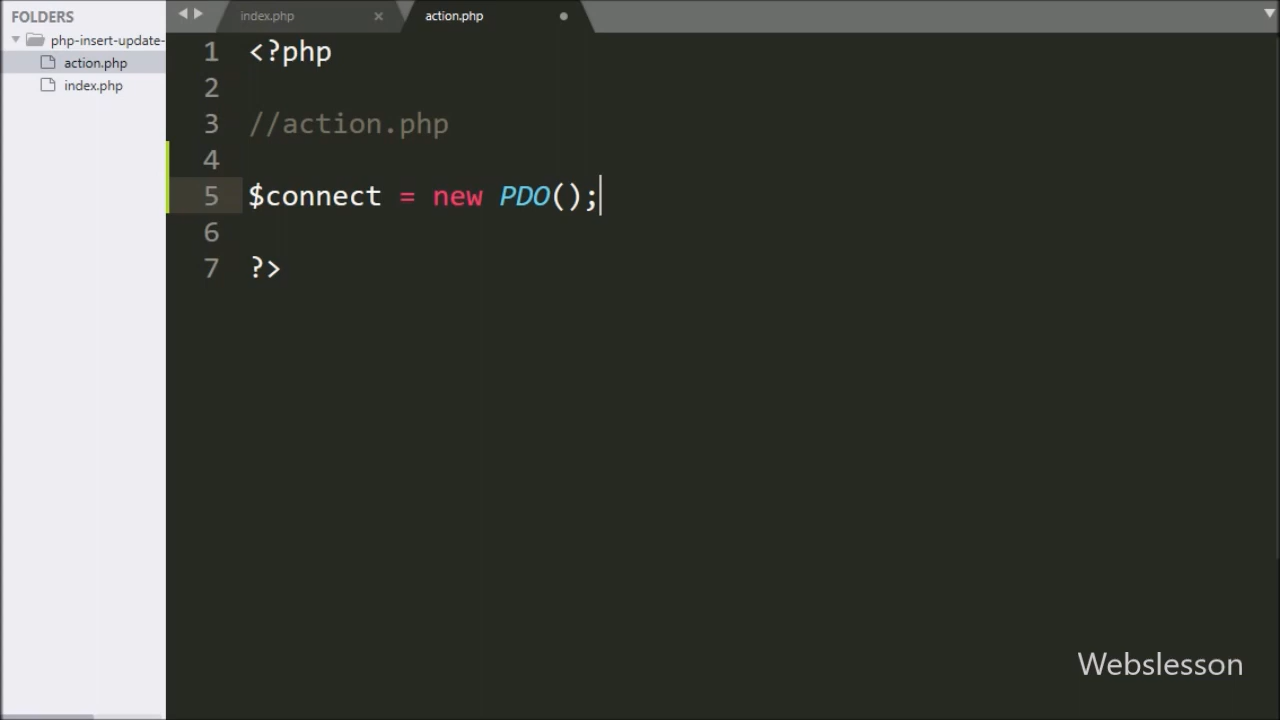 FOLDERS
php-insert-update-
action.php
index.php
index.php
action.php
1 <?php
2
3 //action.php
4
5 $connect = new PDO();
6
7 ?>
Webslesson